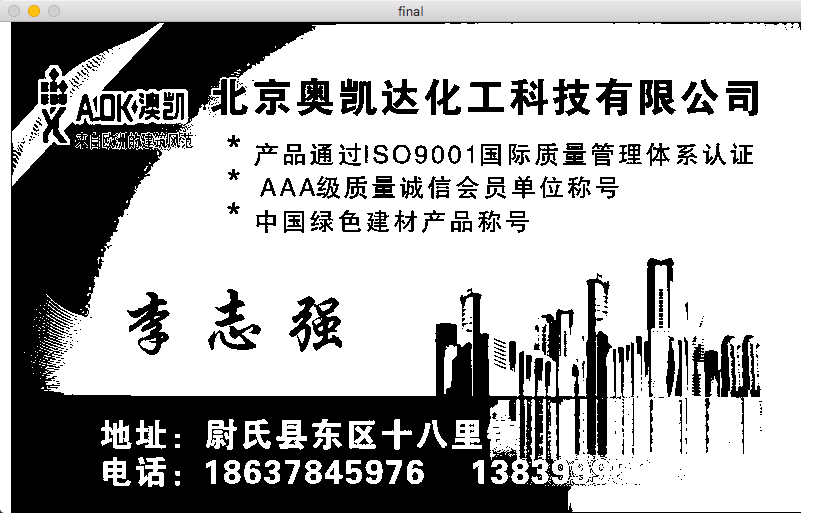 final
AOK澳凯
来自欧洲的建筑风范
北京奥凯达化工科技有限公司
* 产品通过ISO9001国际质量管理体系认证
* AAA级质量诚信会员单位称号
* 中国绿色建材产品称号
李志强
地址：尉氏县东区十八里镇
电话：18637845976 1383999